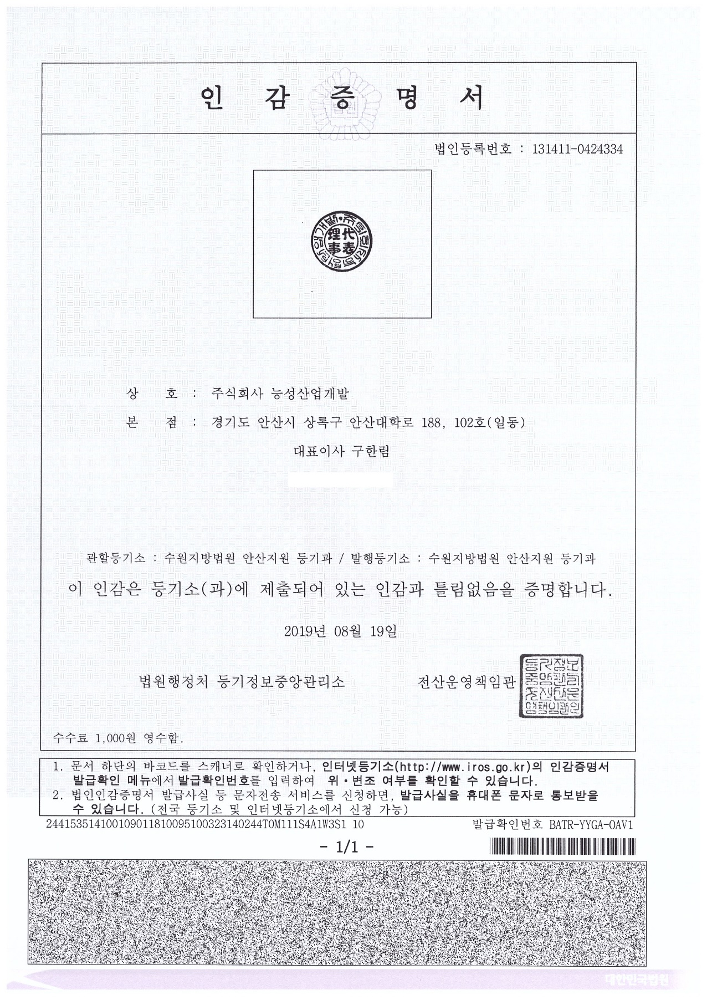 인 감 증 명 서
법원
법인등록번호 : 131411-0424334
주식회사능성산업개발
代表
理事
상 호 : 주식회사 능성산업개발
본 점 : 경기도 안산시 상록구 안산대학로 188, 102호(일동)
대표이사 구한림
관할등기소 : 수원지방법원 안산지원 등기과 / 발행등기소 : 수원지방법원 안산지원 등기과
이 인감은 등기소(과)에 제출되어 있는 인감과 틀림없음을 증명합니다.
2019년 08월 19일
법원행정처 등기정보중앙관리소 전산운영책임관
등기정보
중앙관리
소전산운
영책임관인
수수료 1,000원 영수함.
1. 문서 하단의 바코드를 스캐너로 확인하거나, 인터넷등기소(http://www.iros.go.kr)의 인감증명서
발급확인 메뉴에서 발급확인번호를 입력하여 위·변조 여부를 확인할 수 있습니다.
2. 법인인감증명서 발급사실 등 문자전송 서비스를 신청하면, 발급사실을 휴대폰 문자로 통보받을
수 있습니다. (전국 등기소 및 인터넷등기소에서 신청 가능)
24415351410010901181009510032314024​4TOM111S4A1W3S1 10 발급확인번호 BATR-YYGA-OAV1
- 1/1 -
대한민국법원